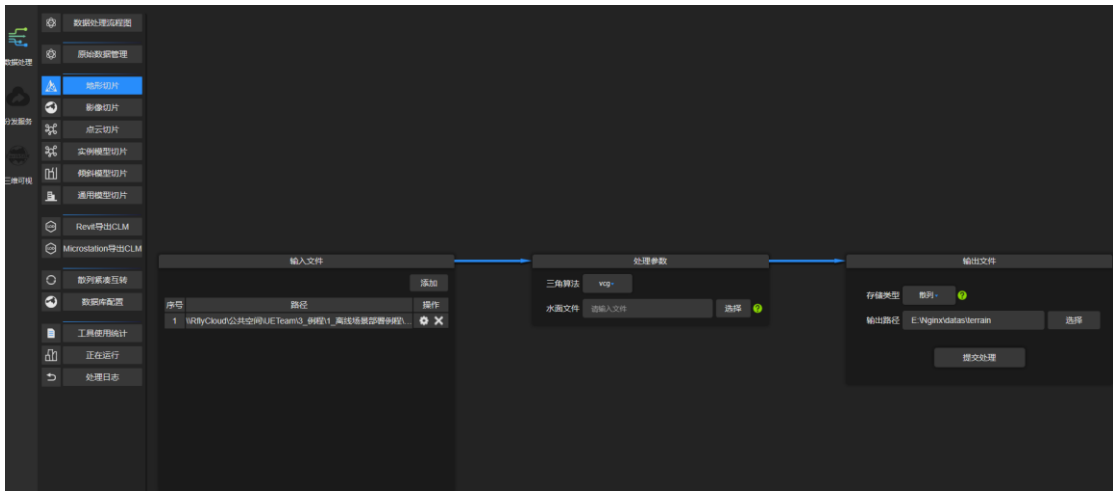 数据处理
分发服务
三维可视
数据处理流程图
原始数据管理
地形切片
影像切片
点云切片
实例模型切片
倾斜模型切片
通用模型切片
Revit导出CLM
Microstation导出CLM
散列紧凑互转
数据库配置
工具使用统计
正在运行
处理日志
输入文件
添加
序号 路径 操作
1 \\RflyCloud\公共空间\UETeam\3_例程\1_离线场景部署例程\...
处理参数
三角算法 vcg
水面文件 请输入文件 选择 ?
输出文件
存储类型 散列 ?
输出路径 E:\Nginx\datas\terrain 选择
提交处理